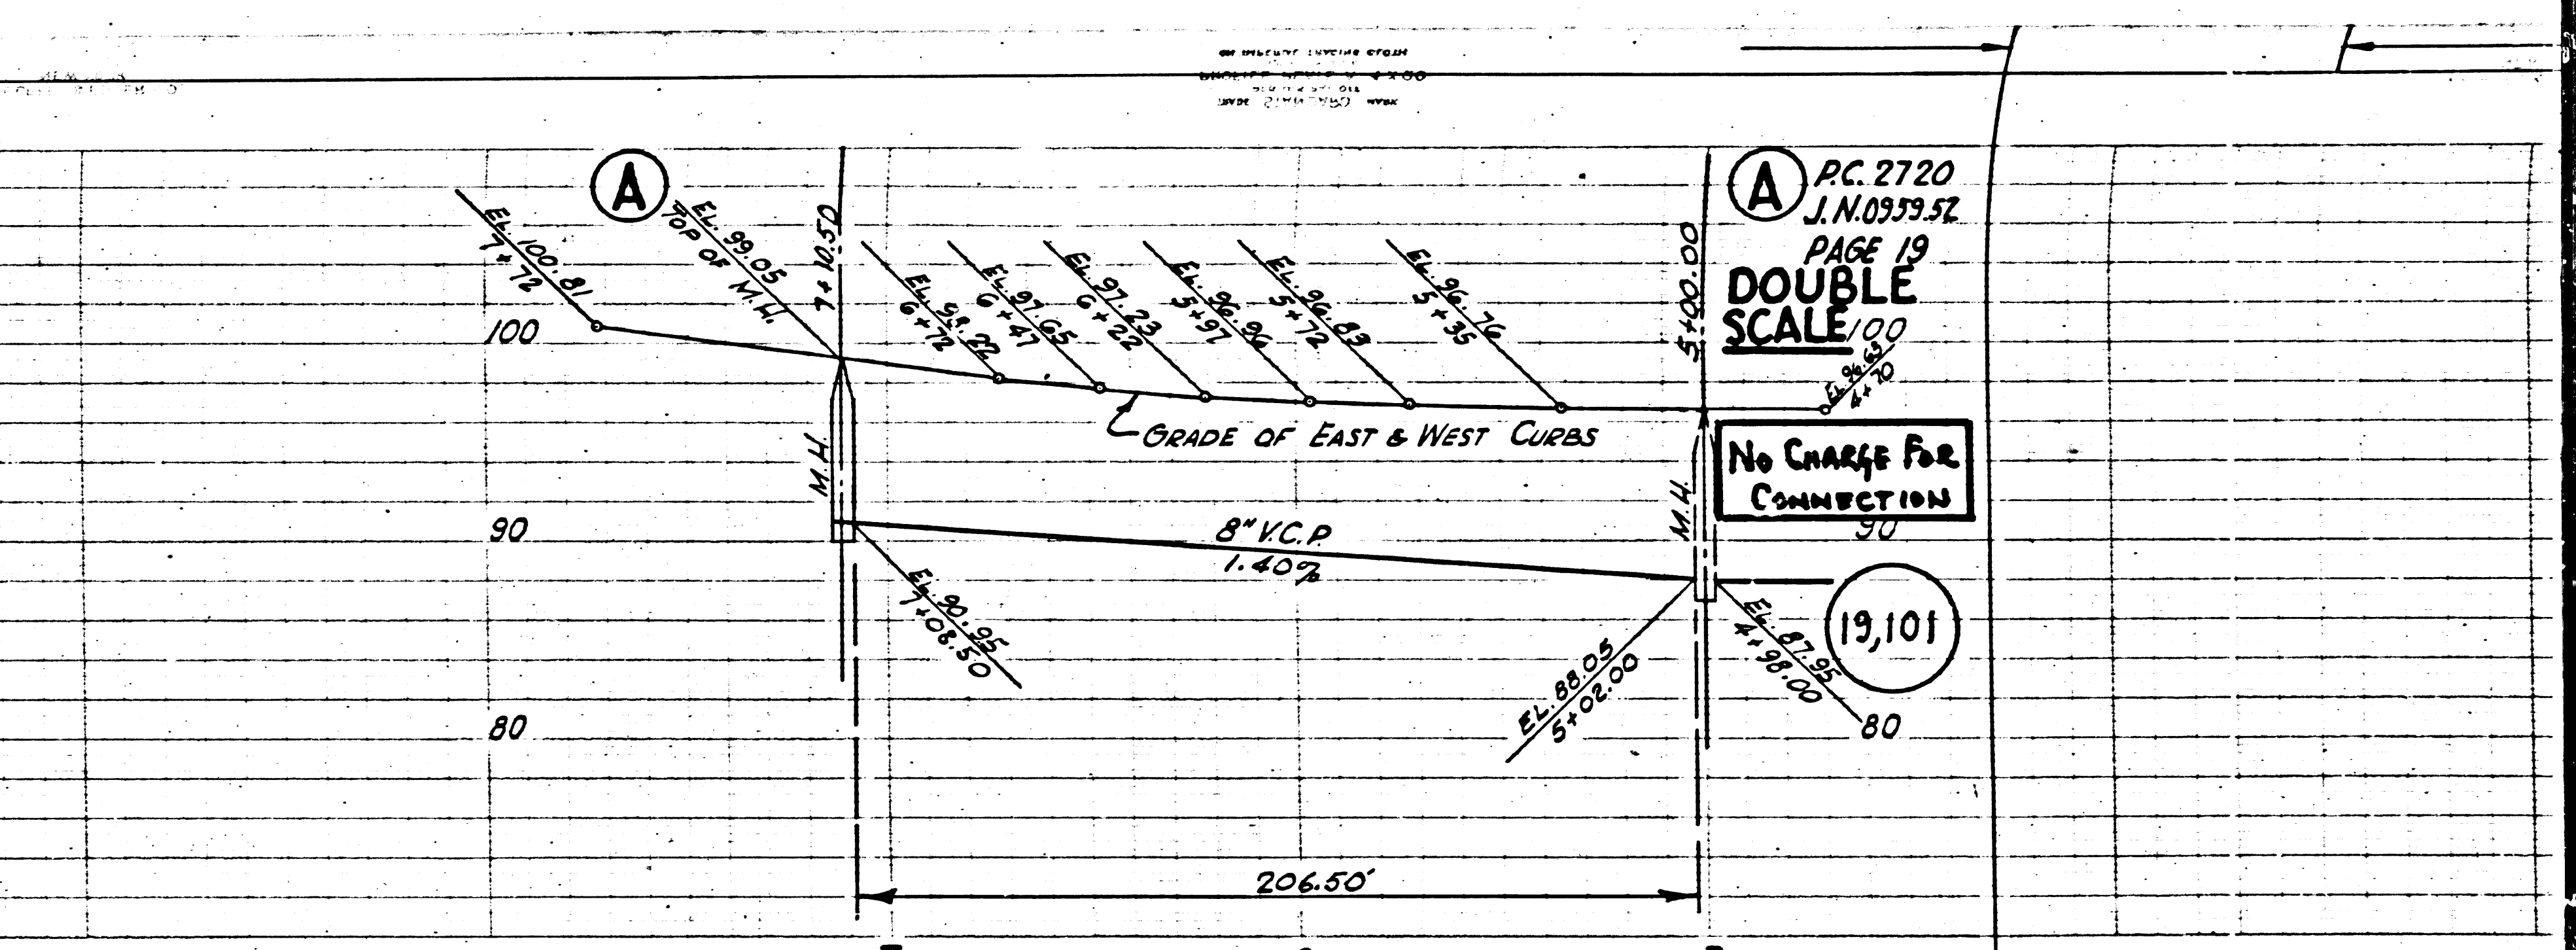 A
EL. 100.81
7+72
EL. 99.05
TOP OF M.H.
7+10.50
EL. 98.22
6+72
EL. 97.65
6+47
EL. 97.23
6+22
EL. 96.96
5+97
EL. 96.83
5+72
EL. 96.76
5+35
5+00.00
A
P.C. 2720
J.N.0959.52
PAGE 19
DOUBLE
SCALE
100
100
EL. 96.63
4+70
GRADE OF EAST & WEST CURBS
M.H.
M.H.
NO CHARGE FOR
CONNECTION
90
8" V.C.P.
1.40%
90
EL. 90.95
7+08.50
EL. 88.05
5+02.00
EL. 87.95
4+98.00
19,101
80
80
206.50'